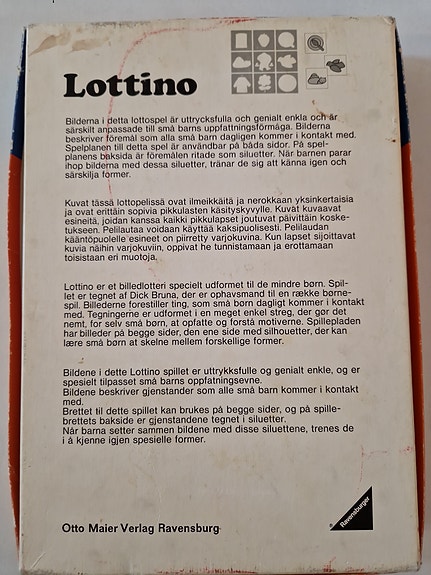 Lottino
Bilderna i detta lottospel är uttrycksfulla och genialt enkla och är
särskilt anpassade till små barns uppfattningsförmåga. Bilderna
beskriver föremål som alla små barn dagligen kommer i kontakt med.
Spelplanen till detta spel är användbar på båda sidor. På spel-
planens baksida är föremålen ritade som siluetter. När barnen parar
ihop bilderna med dessa siluetter, tränar de sig att känna igen och
särskilja former.
Kuvat tässä lottopelissä ovat ilmeikkäitä ja nerokkaan yksinkertaisia
ja ovat erittäin sopivia pikkulasten käsityskyvylle. Kuvat kuvaavat
esineitä, joidan kanssa kaikki pikkulapset joutuvat päivittäin koske-
tukseen. Pelilautaa voidaan käyttää kaksipuolisesti. Pelilaudan
kääntöpuolelle esineet on piirretty varjokuvina. Kun lapset sijoittavat
kuvia näihin varjokuviin, oppivat he tunnistamaan ja erottamaan
toisistaan eri muotoja.
Lottino er et billedlotteri specielt udformet til de mindre børn. Spil-
let er tegnet af Dick Bruna, der er ophavsmand til en række børne-
spil. Billederne forestiller ting, som små børn dagligt kommer i kontakt
med. Tegningerne er udformet i en meget enkel streg, der gør det
nemt, for selv små børn, at opfatte og forstå motiverne. Spillepladen
har billeder på begge sider, den ene side med silhouetter, der kan
lære små børn at skelne mellem forskellige former.
Bildene i dette Lottino spillet er uttrykksfulle og genialt enkle, og er
spesielt tilpasset små barns oppfatningsevne.
Bildene beskriver gjenstander som alle små barn kommer i kontakt
med.
Brettet til dette spillet kan brukes på begge sider, og på spille-
brettets bakside er gjenstandene tegnet i siluetter.
Når barna setter sammen bildene med disse siluettene, trenes de
i å kjenne igjen spesielle former.
Otto Maier Verlag Ravensburg
Ravensburger